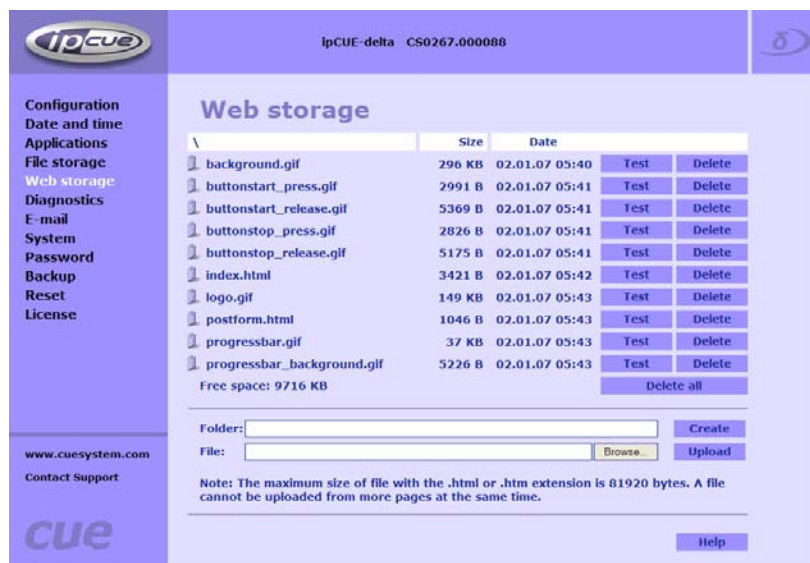 ipcue
ipCUE-delta CS0267.000088
δ
Configuration
Date and time
Applications
File storage
Web storage
Diagnostics
E-mail
System
Password
Backup
Reset
License
www.cuesystem.com
Contact Support
cue
Web storage
\ Size Date
background.gif 296 KB 02.01.07 05:40 Test Delete
buttonstart_press.gif 2991 B 02.01.07 05:41 Test Delete
buttonstart_release.gif 5369 B 02.01.07 05:41 Test Delete
buttonstop_press.gif 2826 B 02.01.07 05:41 Test Delete
buttonstop_release.gif 5175 B 02.01.07 05:41 Test Delete
index.html 3421 B 02.01.07 05:42 Test Delete
logo.gif 149 KB 02.01.07 05:43 Test Delete
postform.html 1046 B 02.01.07 05:43 Test Delete
progressbar.gif 37 KB 02.01.07 05:43 Test Delete
progressbar_background.gif 5226 B 02.01.07 05:43 Test Delete
Free space: 9716 KB Delete all
Folder: Create
File: Browse... Upload
Note: The maximum size of file with the .html or .htm extension is 81920 bytes. A file
cannot be uploaded from more pages at the same time.
Help